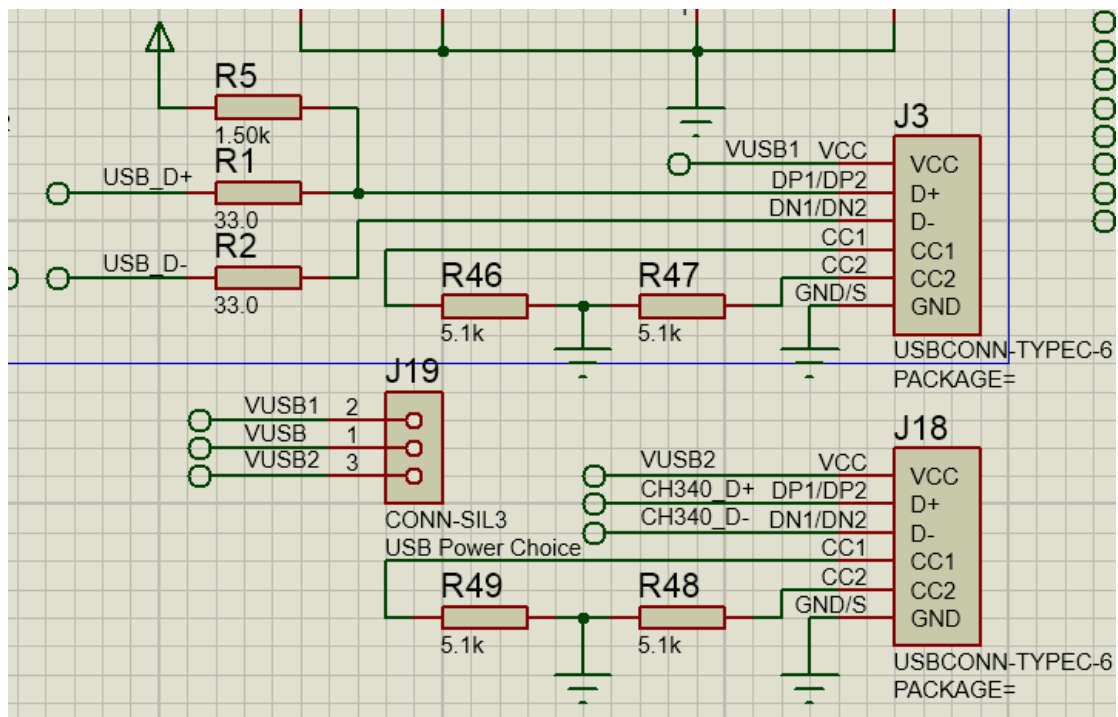 R5
1.50k
R1
USB_D+
33.0
R2
USB_D-
33.0
J3
VUSB1 VCC
DP1/DP2
DN1/DN2
CC1
CC2
GND/S
VCC
D+
D-
CC1
CC2
GND
R46
5.1k
R47
5.1k
USBCONN-TYPEC-6
PACKAGE=
J19
VUSB1 2
VUSB 1
VUSB2 3
CONN-SIL3
USB Power Choice
J18
VUSB2 VCC
CH340_D+ DP1/DP2
CH340_D- DN1/DN2
CC1
CC2
GND/S
VCC
D+
D-
CC1
CC2
GND
R49
5.1k
R48
5.1k
USBCONN-TYPEC-6
PACKAGE=